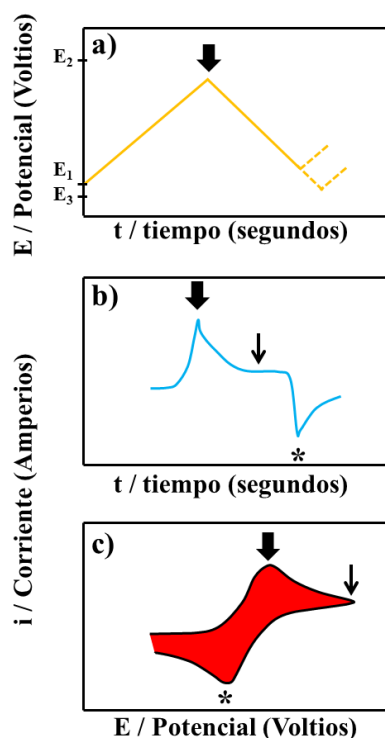 a)
E / Potencial (Voltios)
E₂
E₁
E₃
t / tiempo (segundos)
b)
i / Corriente (Amperios)
*
t / tiempo (segundos)
c)
*
E / Potencial (Voltios)